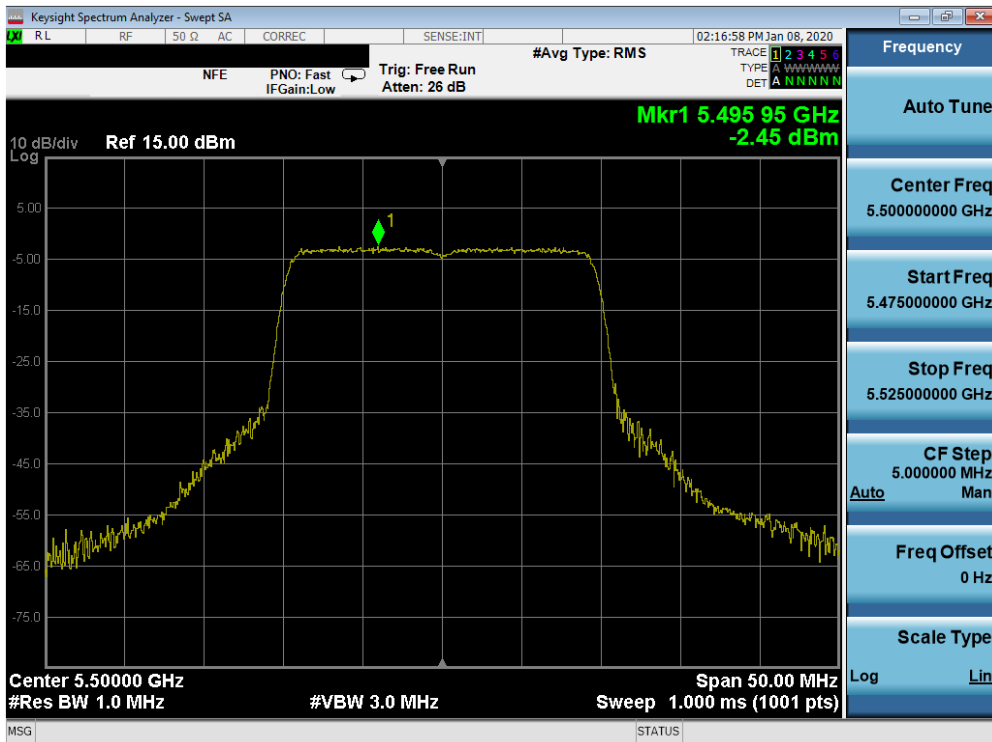 Keysight Spectrum Analyzer - Swept SA
LXI RL RF 50 Ω AC CORREC SENSE:INT 02:16:58 PM Jan 08, 2020
NFE PNO: Fast Trig: Free Run #Avg Type: RMS TRACE 1 2 3 4 5 6
IFGain:Low Atten: 26 dB TYPE A WWWWW
DET A N N N N N
Mkr1 5.495 95 GHz
-2.45 dBm
10 dB/div Ref 15.00 dBm
Log
1
5.00
-5.00
-15.0
-25.0
-35.0
-45.0
-55.0
-65.0
-75.0
Center 5.50000 GHz Span 50.00 MHz
#Res BW 1.0 MHz #VBW 3.0 MHz Sweep 1.000 ms (1001 pts)
MSG STATUS
Frequency
Auto Tune
Center Freq
5.500000000 GHz
Start Freq
5.475000000 GHz
Stop Freq
5.525000000 GHz
CF Step
5.000000 MHz
Auto Man
Freq Offset
0 Hz
Scale Type
Log Lin